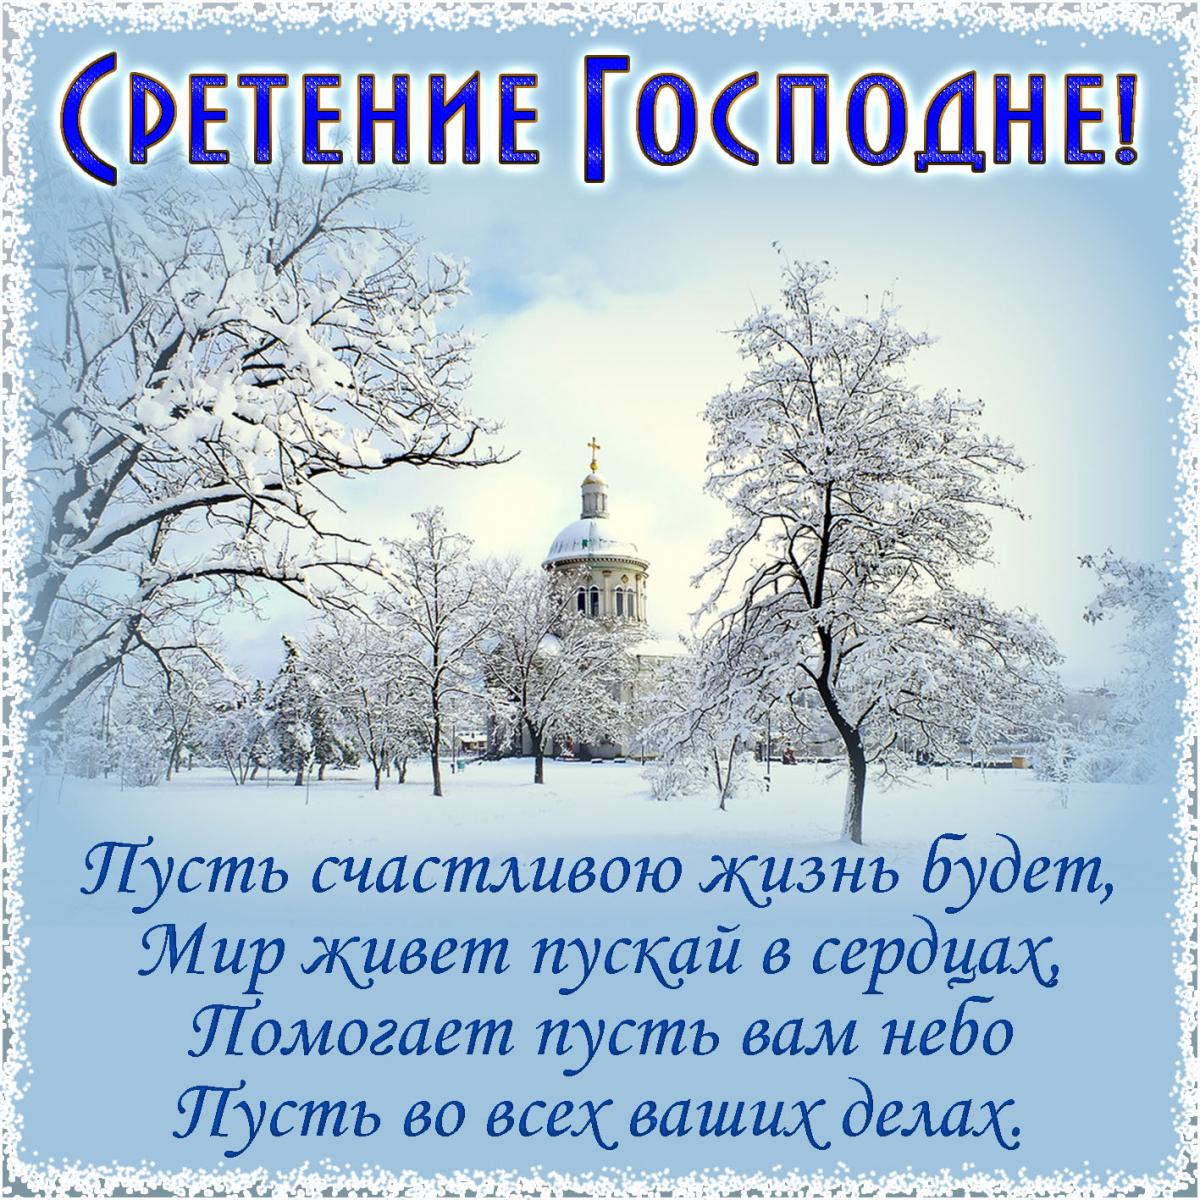 Сретение Господне!
Пусть счастливою жизнь будет,
Мир живет пускай в сердцах,
Помогает пусть вам небо
Пусть во всех ваших делах.